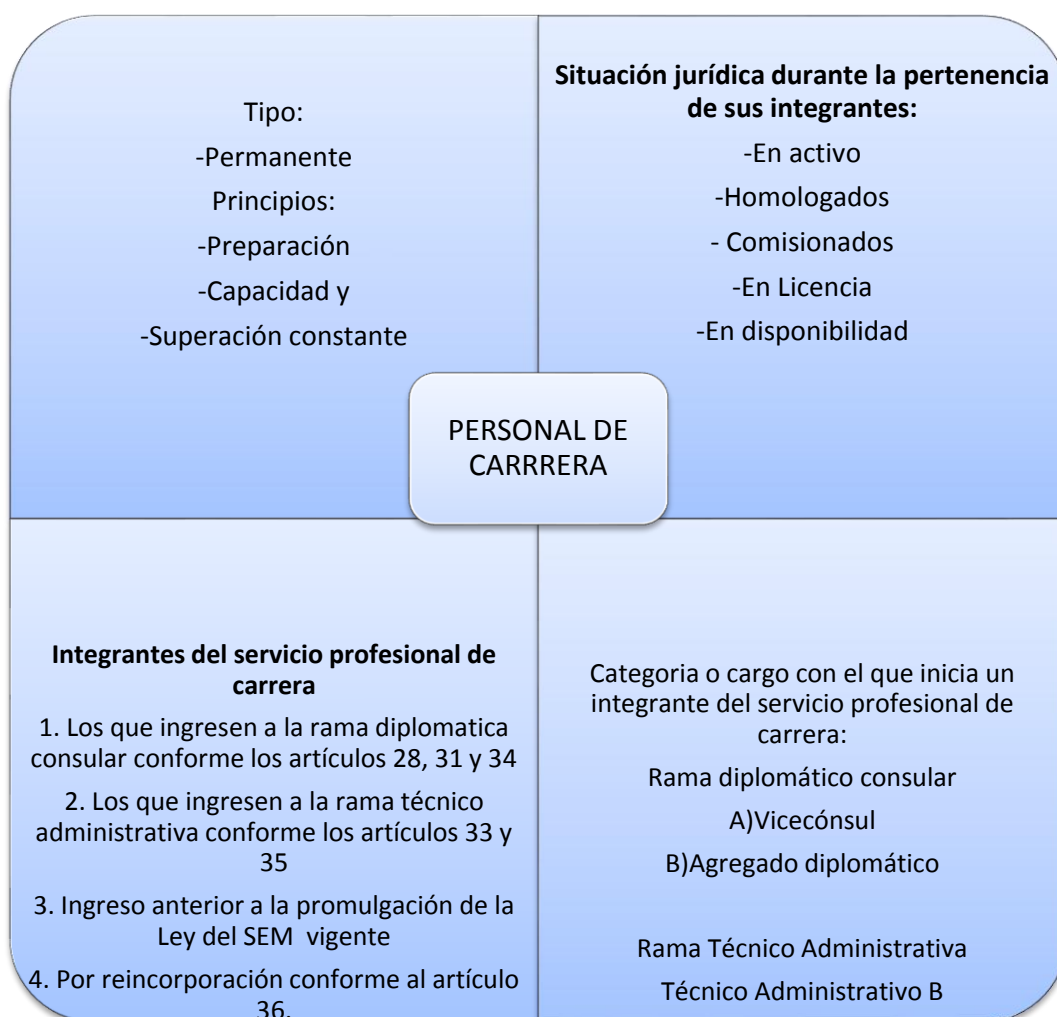 Tipo:
-Permanente
Principios:
-Preparación
-Capacidad y
-Superación constante
Situación jurídica durante la pertenencia
de sus integrantes:
-En activo
-Homologados
- Comisionados
-En Licencia
-En disponibilidad
PERSONAL DE
CARRRERA
Integrantes del servicio profesional de
carrera
1. Los que ingresen a la rama diplomatica
consular conforme los artículos 28, 31 y 34
2. Los que ingresen a la rama técnico
administrativa conforme los artículos 33 y
35
3. Ingreso anterior a la promulgación de la
Ley del SEM  vigente
4. Por reincorporación conforme al artículo
36.
Categoria o cargo con el que inicia un
integrante del servicio profesional de
carrera:
Rama diplomático consular
A)Vicecónsul
B)Agregado diplomático
Rama Técnico Administrativa
Técnico Administrativo B